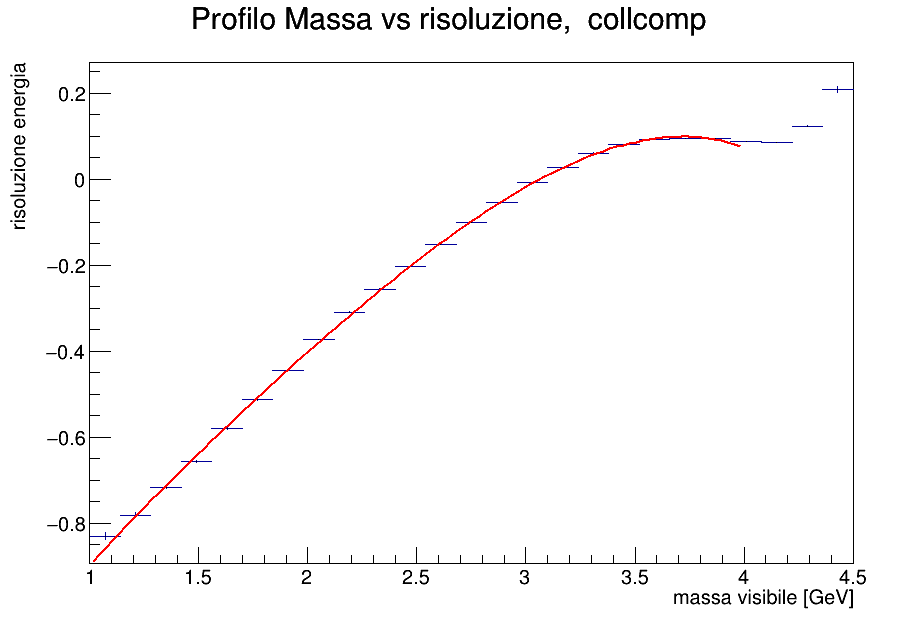 Profilo Massa vs risoluzione,  collcomp
risoluzione energia
0.2
0
−0.2
−0.4
−0.6
−0.8
1 1.5 2 2.5 3 3.5 4 4.5
massa visibile [GeV]